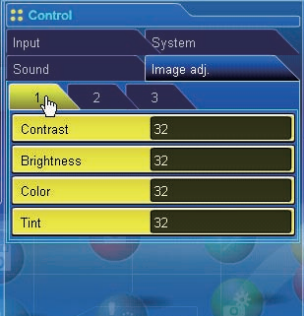 Control
Input System
Sound Image adj.
1 2 3
Contrast 32
Brightness 32
Color 32
Tint 32